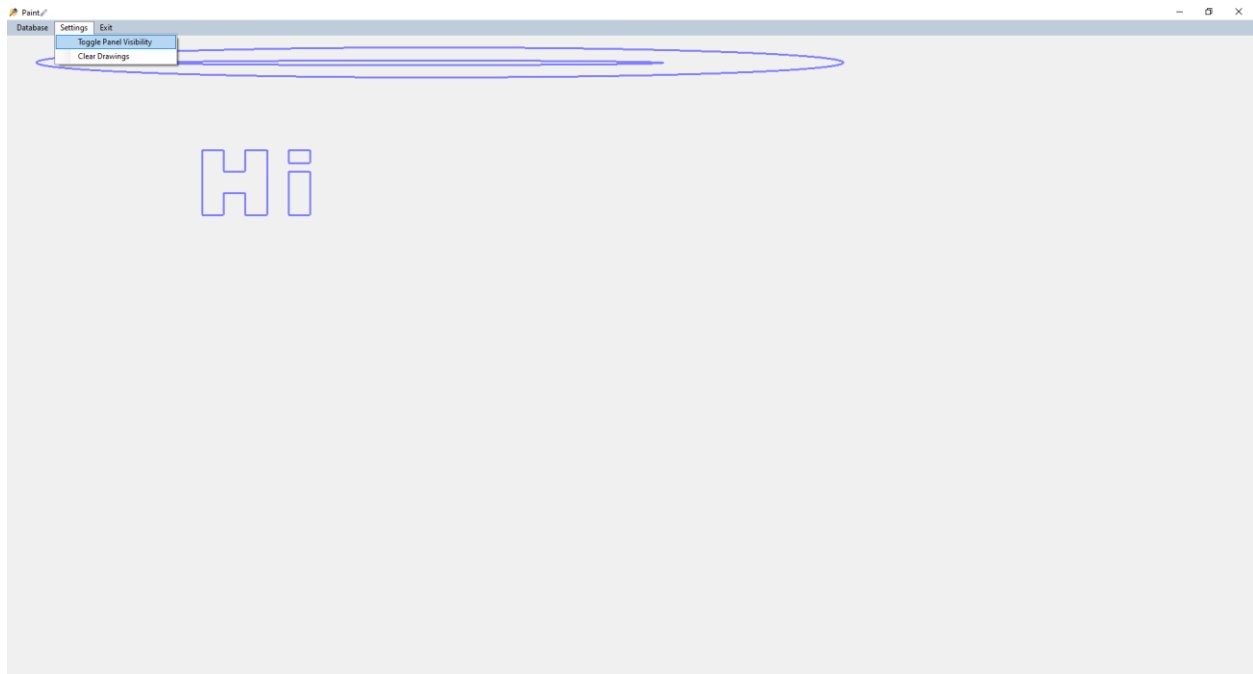 Paint
Database Settings Exit
Toggle Panel Visibility
Clear Drawings
Hi